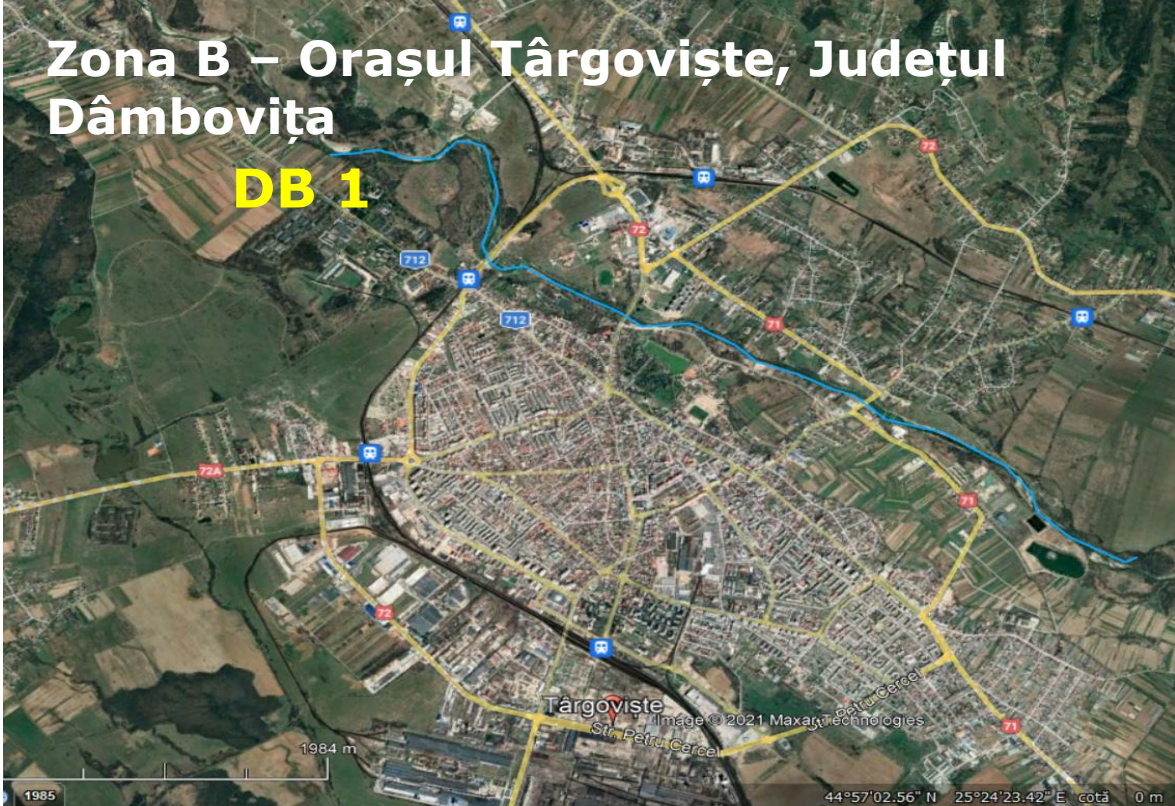 Zona B – Orașul Târgoviște, Județul
Dâmbovița
DB 1
72
72
712
712
71
72A
71
72
Târgoviște
Image © 2021 Maxar Technologies
Str. Petru Cercel
Str. Petru Cercel
71
1984 m
1985
44°57'02.56" N 25°24'23.42" E cotă 0 m